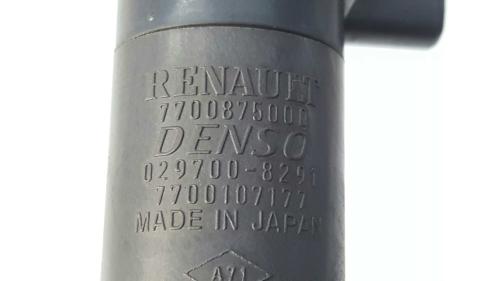 RENAULT
7700875000
DENSO
029700-8291
7700107177
MADE IN JAPAN
A71